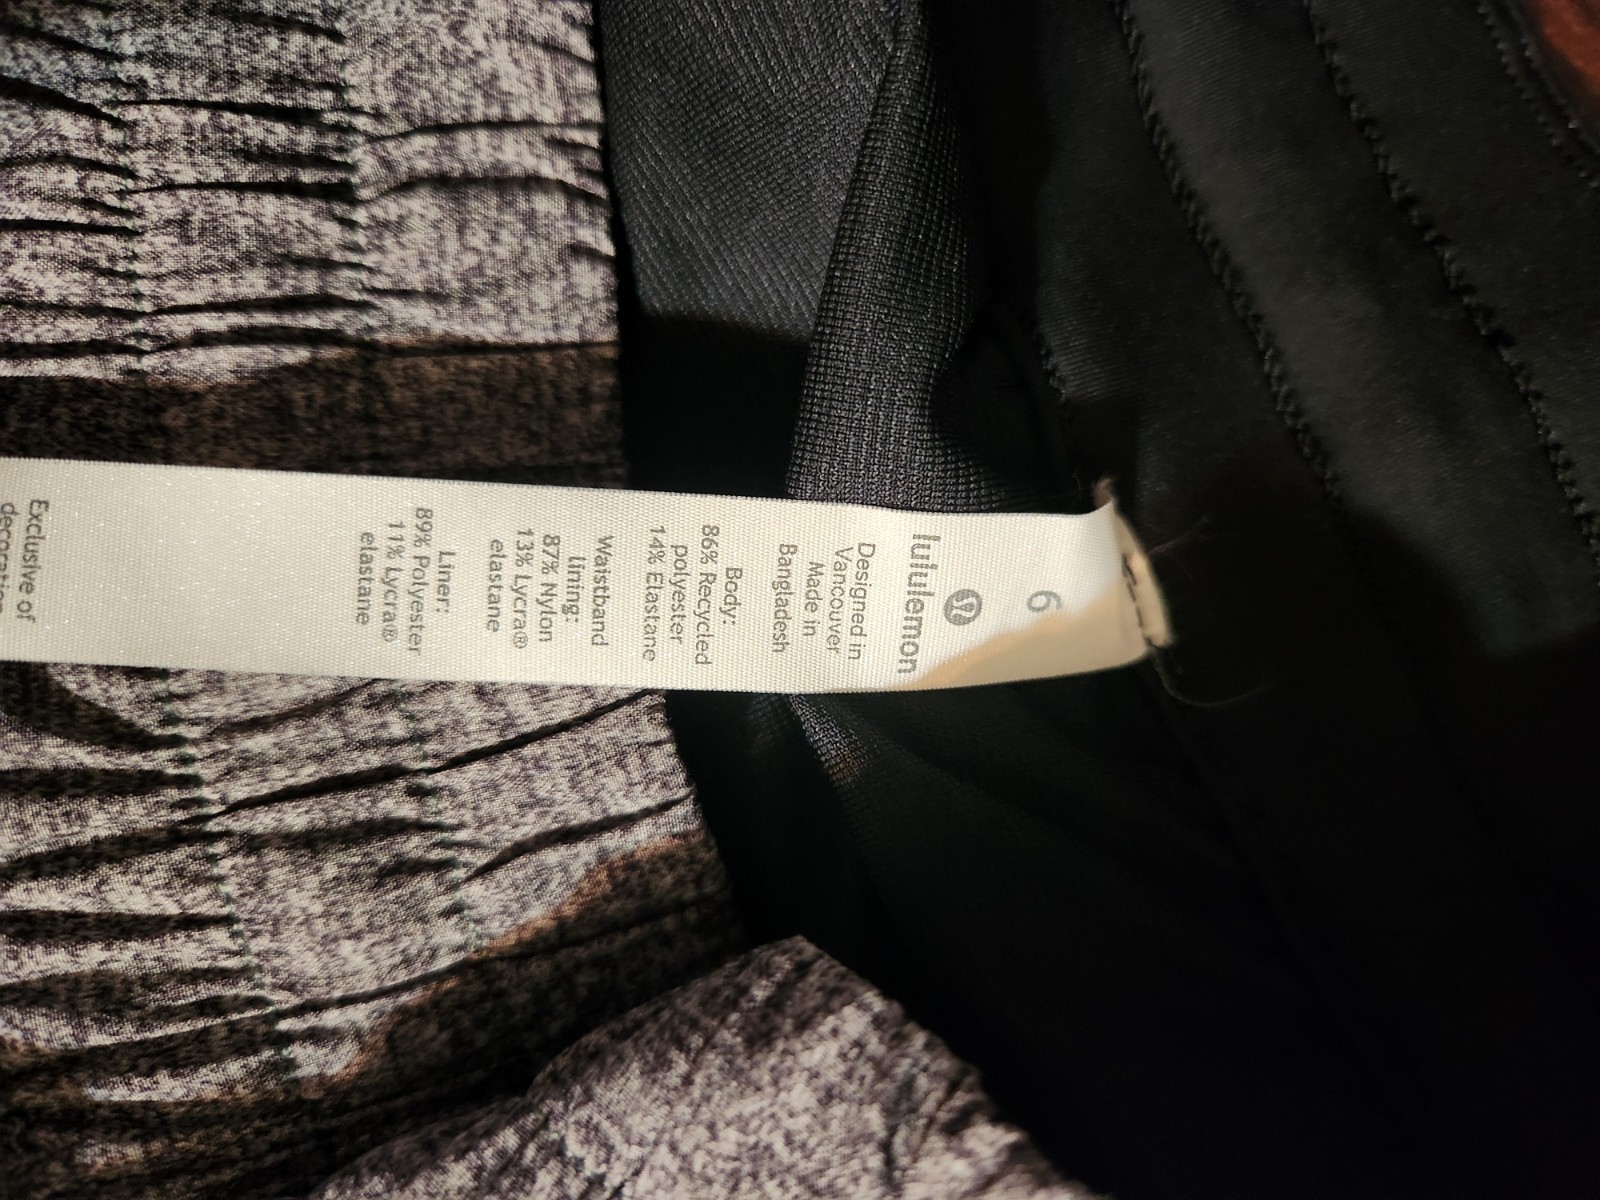 6
lululemon
Designed in
Vancouver
Made in
Bangladesh
Body:
86% Recycled
polyester
14% Elastane
Waistband
lining:
87% Nylon
13% Lycra®
elastane
Liner:
89% Polyester
11% Lycra®
elastane
Exclusive of
decoration